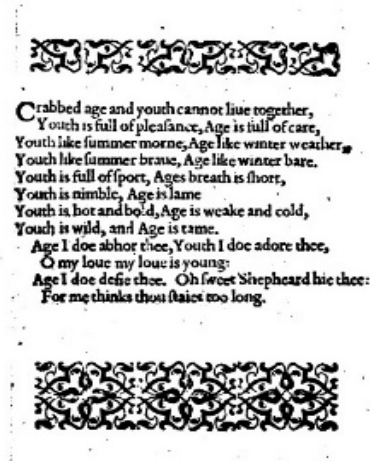 Crabbed age and youth cannot liue together,
Youth is full of pleaſance, Age is full of care,
Youth like ſummer morne, Age like winter weather,
Youth like ſummer braue, Age like winter bare.
Youth is full of ſport, Ages breath is ſhort,
Youth is nimble, Age is lame
Youth is hot and bold, Age is weake and cold,
Youth is wild, and Age is tame.
Age I doe abhor thee, Youth I doe adore thee,
O my loue my loue is young:
Age I doe defie thee. Oh ſweet Shepheard hie thee:
For me thinks thou ſtaies too long.